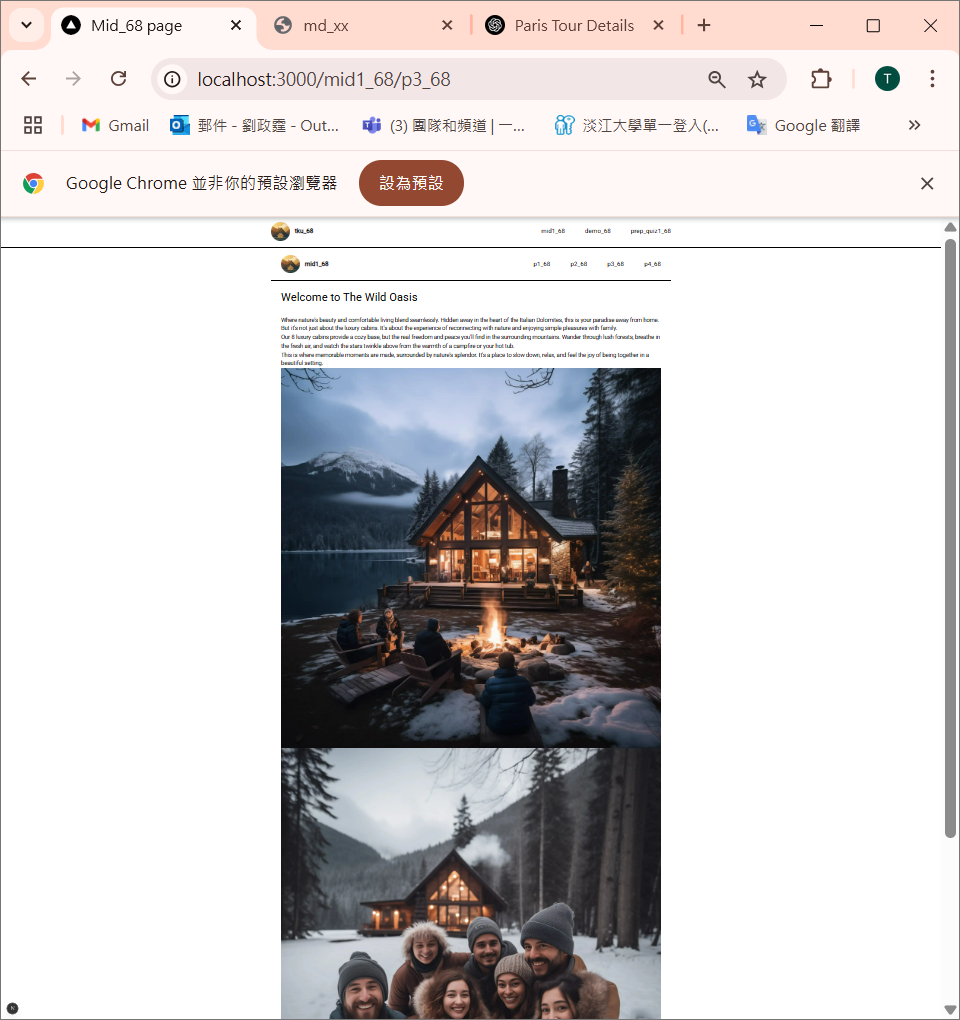 Mid_68 page
md_xx
Paris Tour Details
localhost:3000/mid1_68/p3_68
T
Gmail
郵件 - 劉政霆 - Out...
(3) 團隊和頻道 | 一...
淡江大學單一登入(...
Google 翻譯
Google Chrome 並非你的預設瀏覽器
設為預設
tku_68
mid1_68
demo_68
prep_quiz1_68
mid1_68
p1_68
p2_68
p3_68
p4_68
Welcome to The Wild Oasis
Where nature's beauty and comfortable living blend seamlessly. Hidden away in the heart of the Italian Dolomites, this is your paradise away from home.
But it's not just about the luxury cabins. It's about the experience of reconnecting with nature and enjoying simple pleasures with family.
Our 8 luxury cabins provide a cozy base, but the real freedom and peace you'll find in the surrounding mountains. Wander through lush forests, breathe in
the fresh air, and watch the stars twinkle above from the warmth of a campfire or your hot tub.
This is where memorable moments are made, surrounded by nature's splendor. It's a place to slow down, relax, and feel the joy of being together in a
beautiful setting.